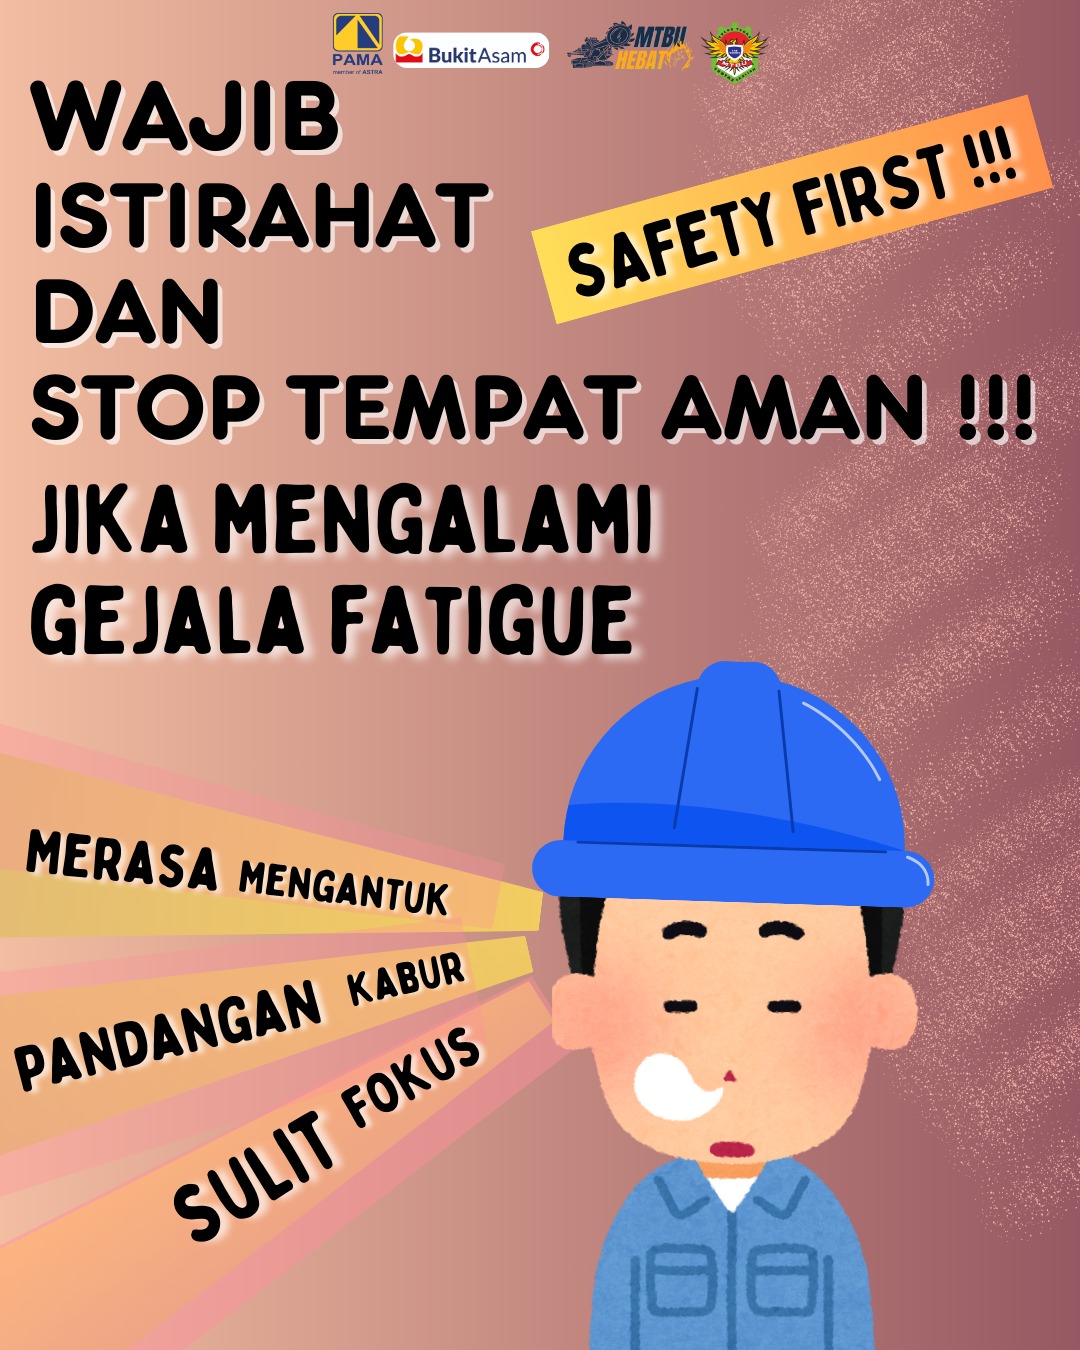 PAMA
member of ASTRA
BukitAsam
MTBU
HEBAT
WAJIB
ISTIRAHAT
DAN
STOP TEMPAT AMAN !!!
SAFETY FIRST !!!
JIKA MENGALAMI
GEJALA FATIGUE
MERASA MENGANTUK
PANDANGAN KABUR
SULIT FOKUS